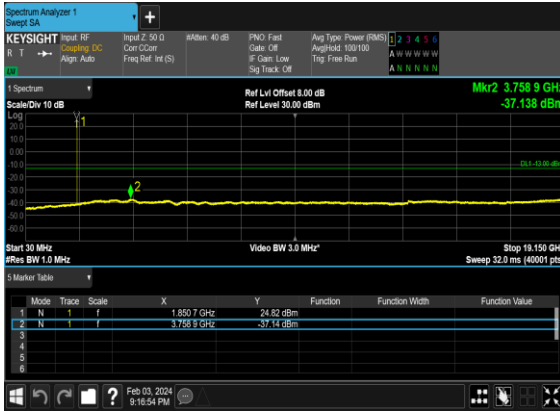 Spectrum Analyzer 1
Swept SA
+
KEYSIGHT Input: RF Input Z: 50 Ω #Atten: 40 dB PNO: Fast Avg Type: Power (RMS) 1 2 3 4 5 6
R T Coupling: DC Corr CCorr Gate: Off Avg|Hold: 100/100 A W W W W W
Align: Auto Freq Ref: Int (S) IF Gain: Low Trig: Free Run
Sig Track: Off A N N N N N
1 Spectrum Ref Lvl Offset 8.00 dB Mkr2 3.758 9 GHz
Scale/Div 10 dB Ref Level 30.00 dBm -37.138 dBm
Log
20.0
10.0
0.00
-10.0
-20.0
-30.0
-40.0
-50.0
-60.0
1
DL1 -13.00 dBm
2
Start 30 MHz Video BW 3.0 MHz* Stop 19.150 GHz
#Res BW 1.0 MHz Sweep 32.0 ms (40001 pts)
5 Marker Table
Mode Trace Scale X Y Function Function Width Function Value
1 N 1 f 1.850 7 GHz 24.82 dBm
2 N 1 f 3.758 9 GHz -37.14 dBm
3
4
5
6
? Feb 03, 2024
9:16:54 PM